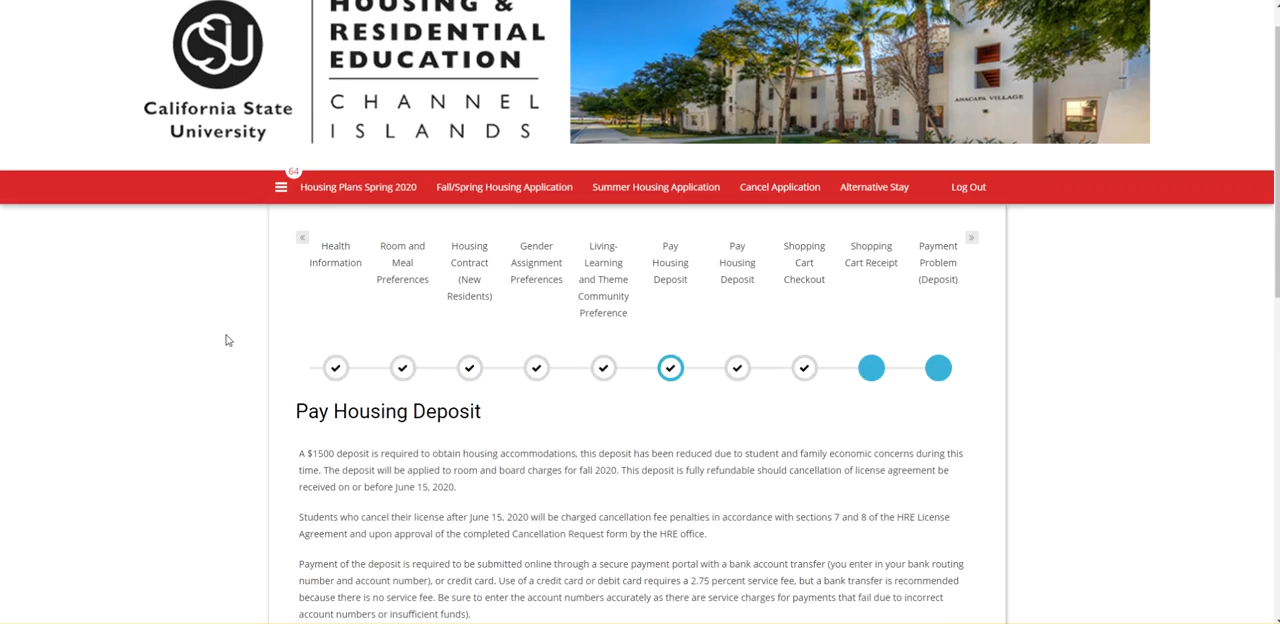 HOUSING &
RESIDENTIAL
EDUCATION
CHANNEL
ISLANDS
CSU
California State
University
ANACAPA VILLAGE
64
Housing Plans Spring 2020 Fall/Spring Housing Application Summer Housing Application Cancel Application Alternative Stay Log Out
« »
Health
Information
Room and
Meal
Preferences
Housing
Contract
(New
Residents)
Gender
Assignment
Preferences
Living-
Learning
and Theme
Community
Preference
Pay
Housing
Deposit
Pay
Housing
Deposit
Shopping
Cart
Checkout
Shopping
Cart Receipt
Payment
Problem
(Deposit)
Pay Housing Deposit
A $1500 deposit is required to obtain housing accommodations, this deposit has been reduced due to student and family economic concerns during this
time. The deposit will be applied to room and board charges for fall 2020. This deposit is fully refundable should cancellation of license agreement be
received on or before June 15, 2020.
Students who cancel their license after June 15, 2020 will be charged cancellation fee penalties in accordance with sections 7 and 8 of the HRE License
Agreement and upon approval of the completed Cancellation Request form by the HRE office.
Payment of the deposit is required to be submitted online through a secure payment portal with a bank account transfer (you enter in your bank routing
number and account number), or credit card. Use of a credit card or debit card requires a 2.75 percent service fee, but a bank transfer is recommended
because there is no service fee. Be sure to enter the account numbers accurately as there are service charges for payments that fail due to incorrect
account numbers or insufficient funds).